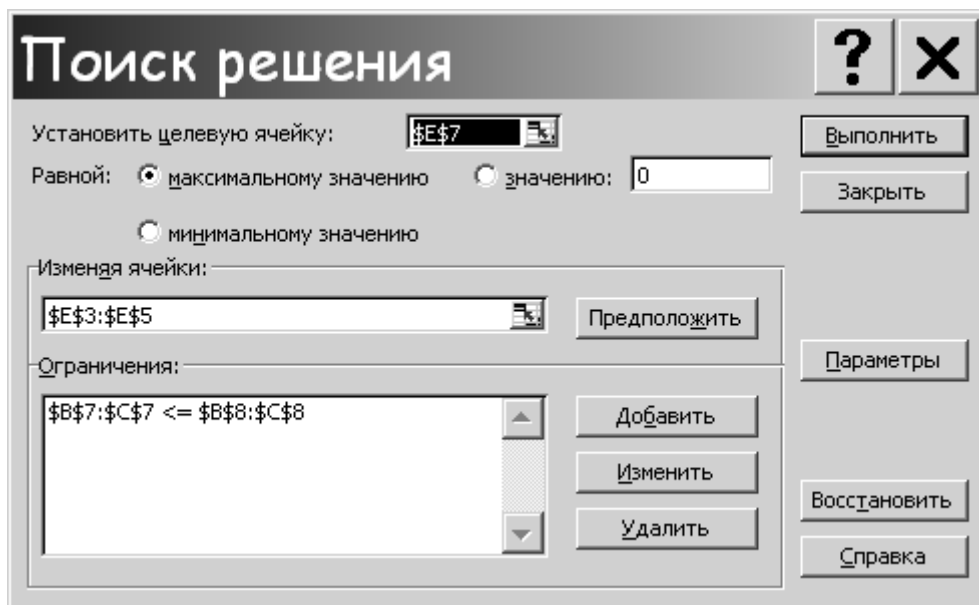 Поиск решения
Установить целевую ячейку: $E$7
Выполнить
Равной: максимальному значению значению: 0
Закрыть
минимальному значению
Изменяя ячейки:
$E$3:$E$5 Предположить
Параметры
Ограничения:
$B$7:$C$7 <= $B$8:$C$8
Добавить
Изменить
Удалить
Восстановить
Справка